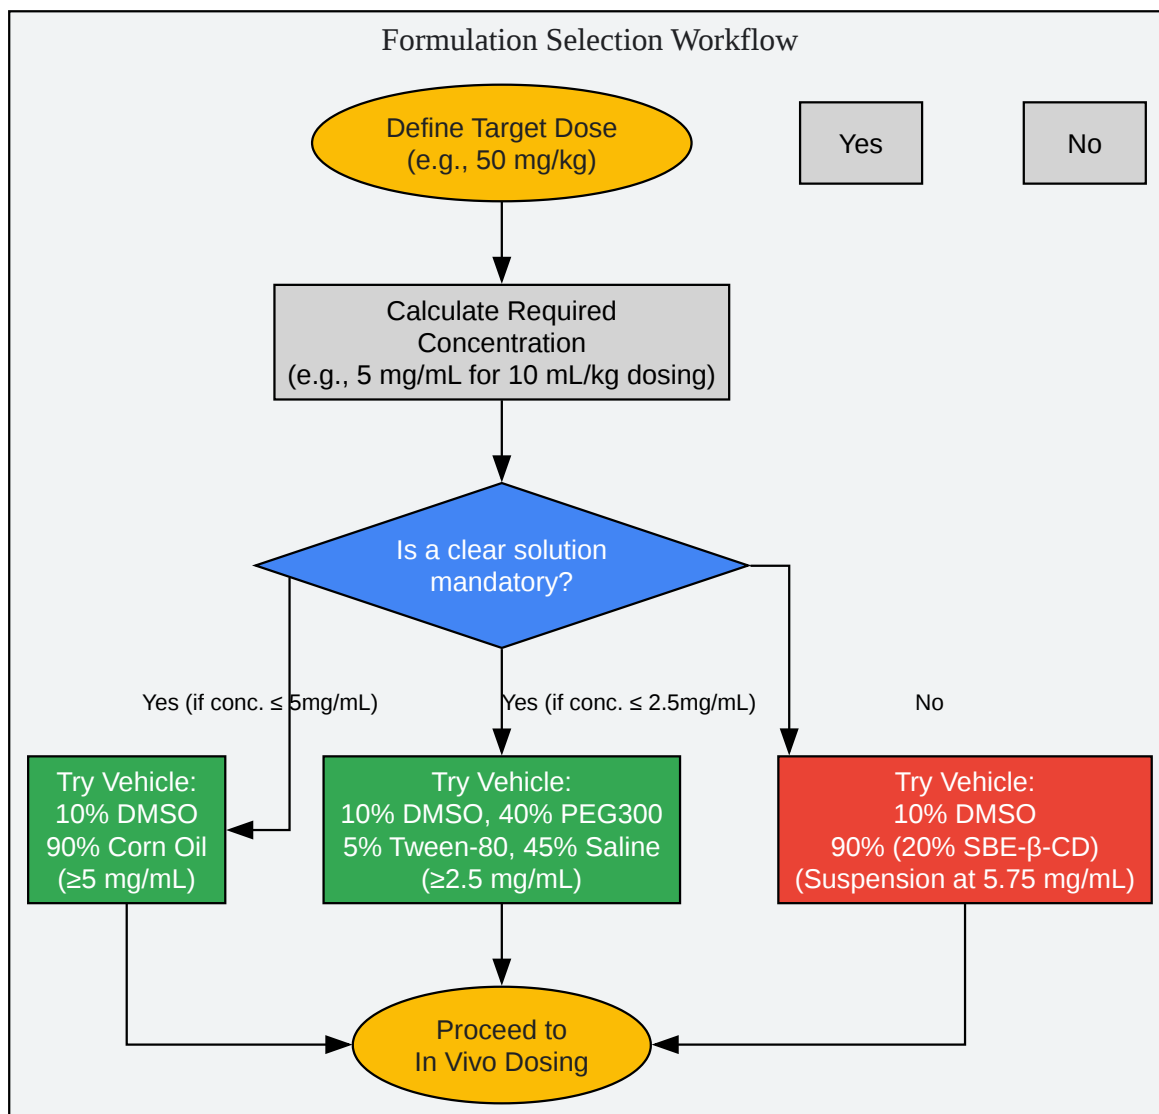 Formulation Selection Workflow
Define Target Dose
(e.g., 50 mg/kg)
Yes
No
Calculate Required
Concentration
(e.g., 5 mg/mL for 10 mL/kg dosing)
Is a clear solution
mandatory?
Yes (if conc. ≤ 5mg/mL)
Yes (if conc. ≤ 2.5mg/mL)
No
Try Vehicle:
10% DMSO
90% Corn Oil
(≥5 mg/mL)
Try Vehicle:
10% DMSO, 40% PEG300
5% Tween-80, 45% Saline
(≥2.5 mg/mL)
Try Vehicle:
10% DMSO
90% (20% SBE-β-CD)
(Suspension at 5.75 mg/mL)
Proceed to
In Vivo Dosing